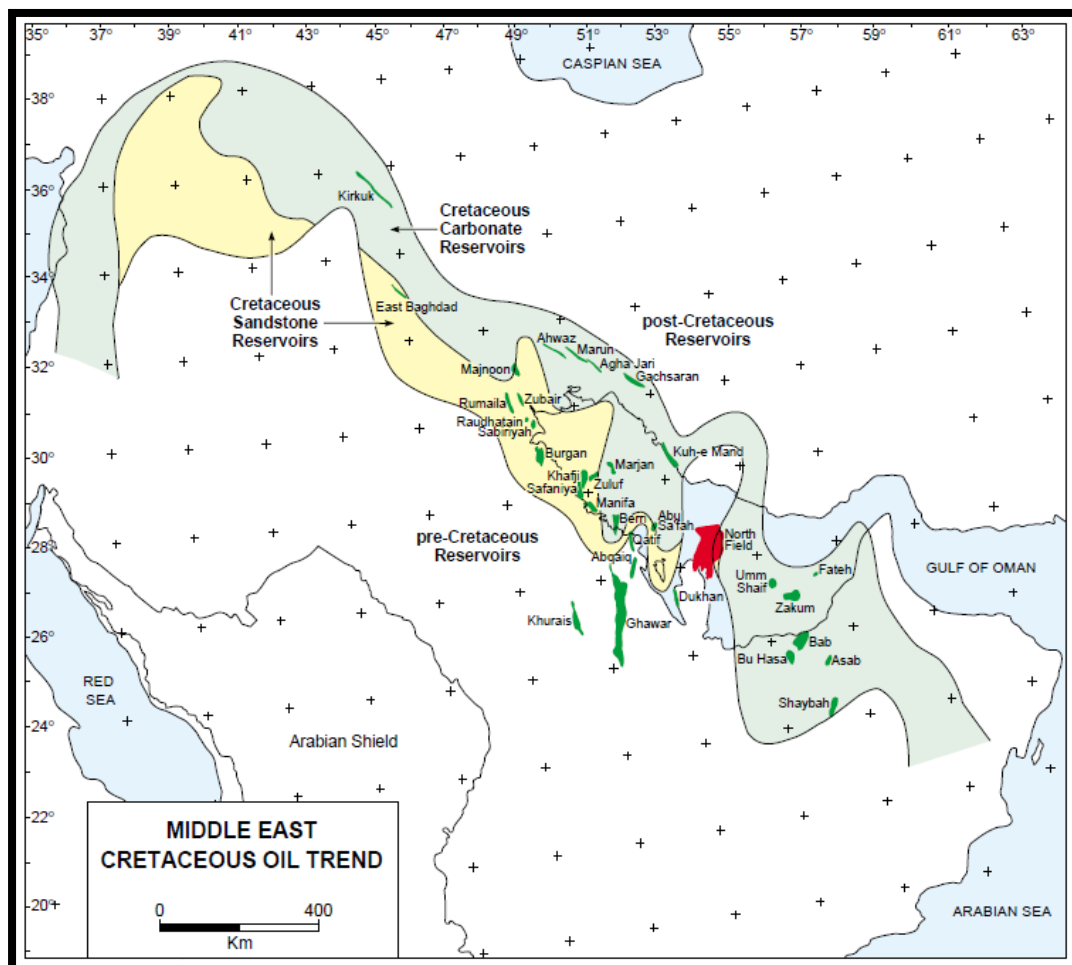 35° 37° 39° 41° 43° 45° 47° 49° 51° 53° 55° 57° 59° 61° 63°
CASPIAN SEA
38°
36°
34°
32°
30°
28°
26°
24°
22°
20°
Kirkuk
Cretaceous
Carbonate
Reservoirs
East Baghdad
Cretaceous
Sandstone
Reservoirs
post-Cretaceous
Reservoirs
Ahwaz
Marun
Agha Jari
Gachsaran
Majnoon
Zubair
Rumaila
Raudhatain
Sabiriyah
Burgan
Marjan
Kuh-e Mand
Khafji
Zuluf
Safaniya
Manifa
Berri
Abu
Sa'fah
Qatif
pre-Cretaceous
Reservoirs
Abqaiq
North
Field
Dukhan
Umm
Shaif
Fateh
Zakum
GULF OF OMAN
Khurais
Ghawar
Bab
Bu Hasa
Asab
Shaybah
RED
SEA
Arabian Shield
MIDDLE EAST
CRETACEOUS OIL TREND
0 400
Km
ARABIAN SEA